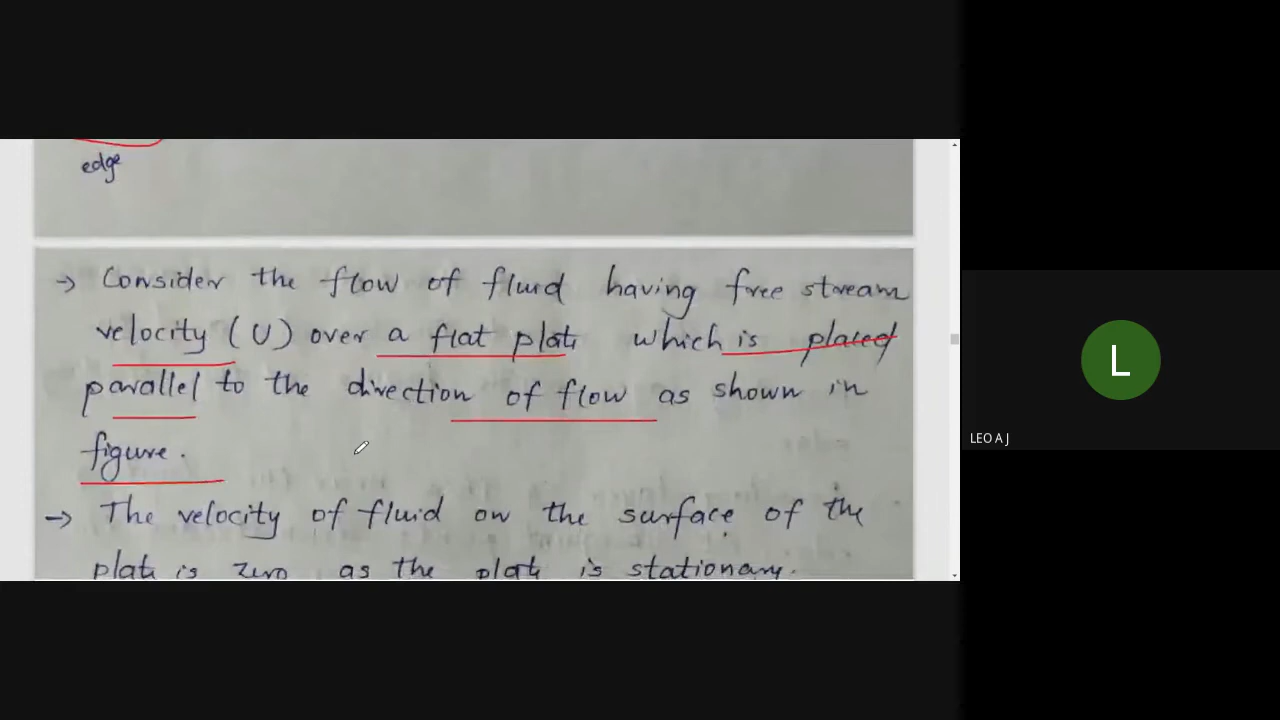 edge
→ Consider the flow of fluid having free stream
velocity (U) over a flat plate which is placed
parallel to the direction of flow as shown in
figure.
→ The velocity of fluid on the surface of the
plate is zero as the plate is stationary.
L
LEO A J